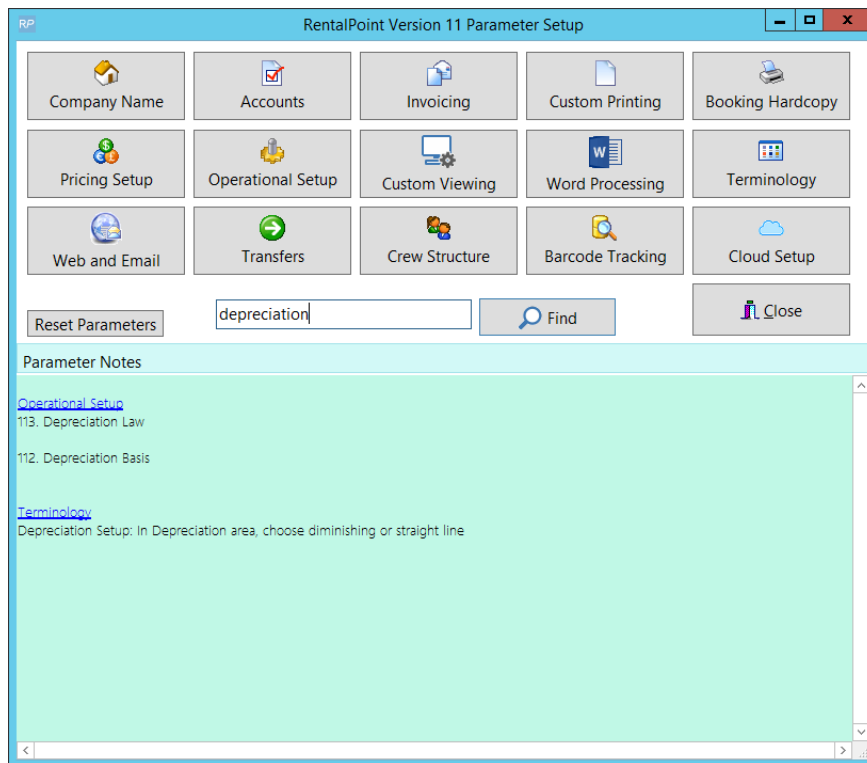 RP
RentalPoint Version 11 Parameter Setup
Company Name
Accounts
Invoicing
Custom Printing
Booking Hardcopy
Pricing Setup
Operational Setup
Custom Viewing
Word Processing
Terminology
Web and Email
Transfers
Crew Structure
Barcode Tracking
Cloud Setup
Reset Parameters
depreciation
Find
Close
Parameter Notes
Operational Setup
113. Depreciation Law
112. Depreciation Basis
Terminology
Depreciation Setup: In Depreciation area, choose diminishing or straight line